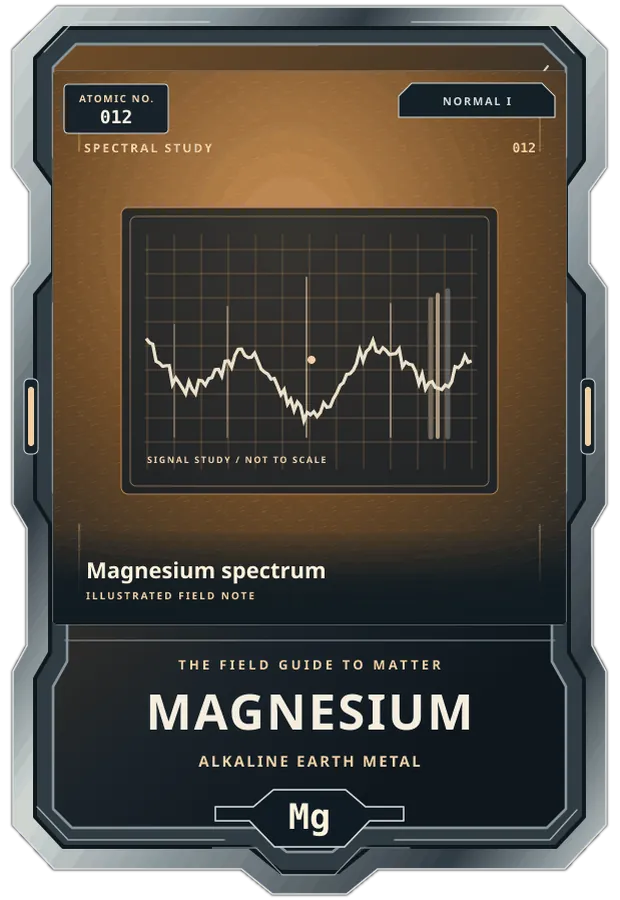 ATOMIC NO.
012
NORMAL I
SPECTRAL STUDY
012
SIGNAL STUDY / NOT TO SCALE
Magnesium spectrum
ILLUSTRATED FIELD NOTE
THE FIELD GUIDE TO MATTER
MAGNESIUM
ALKALINE EARTH METAL
Mg